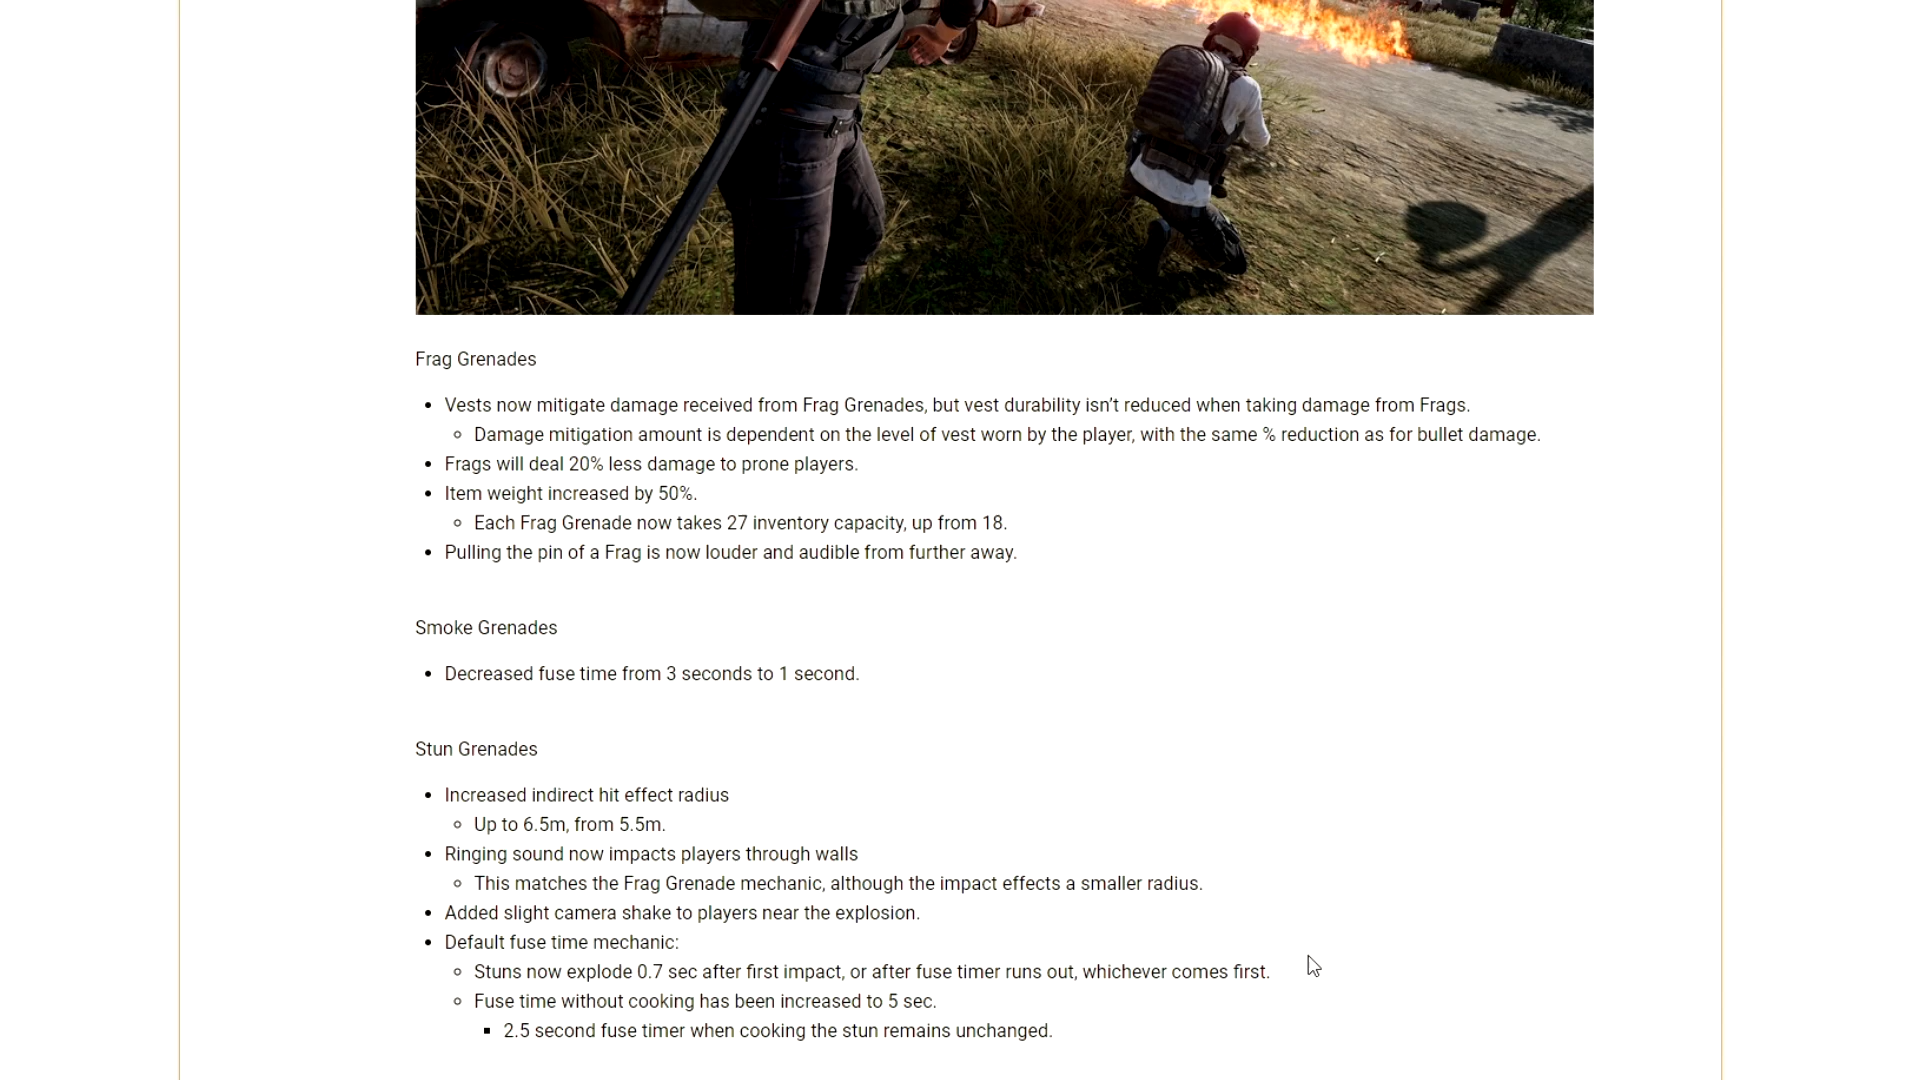 Frag Grenades
Vests now mitigate damage received from Frag Grenades, but vest durability isn’t reduced when taking damage from Frags.
Damage mitigation amount is dependent on the level of vest worn by the player, with the same % reduction as for bullet damage.
Frags will deal 20% less damage to prone players.
Item weight increased by 50%.
Each Frag Grenade now takes 27 inventory capacity, up from 18.
Pulling the pin of a Frag is now louder and audible from further away.
Smoke Grenades
Decreased fuse time from 3 seconds to 1 second.
Stun Grenades
Increased indirect hit effect radius
Up to 6.5m, from 5.5m.
Ringing sound now impacts players through walls
This matches the Frag Grenade mechanic, although the impact effects a smaller radius.
Added slight camera shake to players near the explosion.
Default fuse time mechanic:
Stuns now explode 0.7 sec after first impact, or after fuse timer runs out, whichever comes first.
Fuse time without cooking has been increased to 5 sec.
2.5 second fuse timer when cooking the stun remains unchanged.